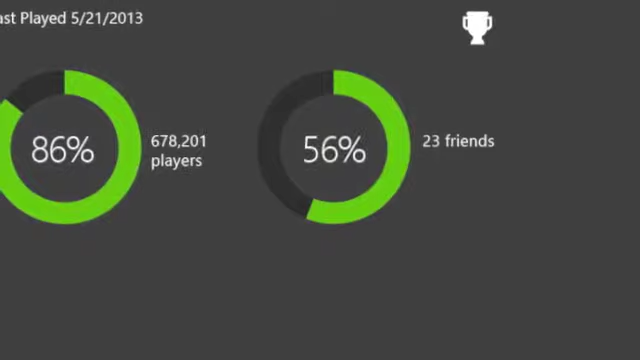 ast Played 5/21/2013
86%
678,201
players
56%
23 friends